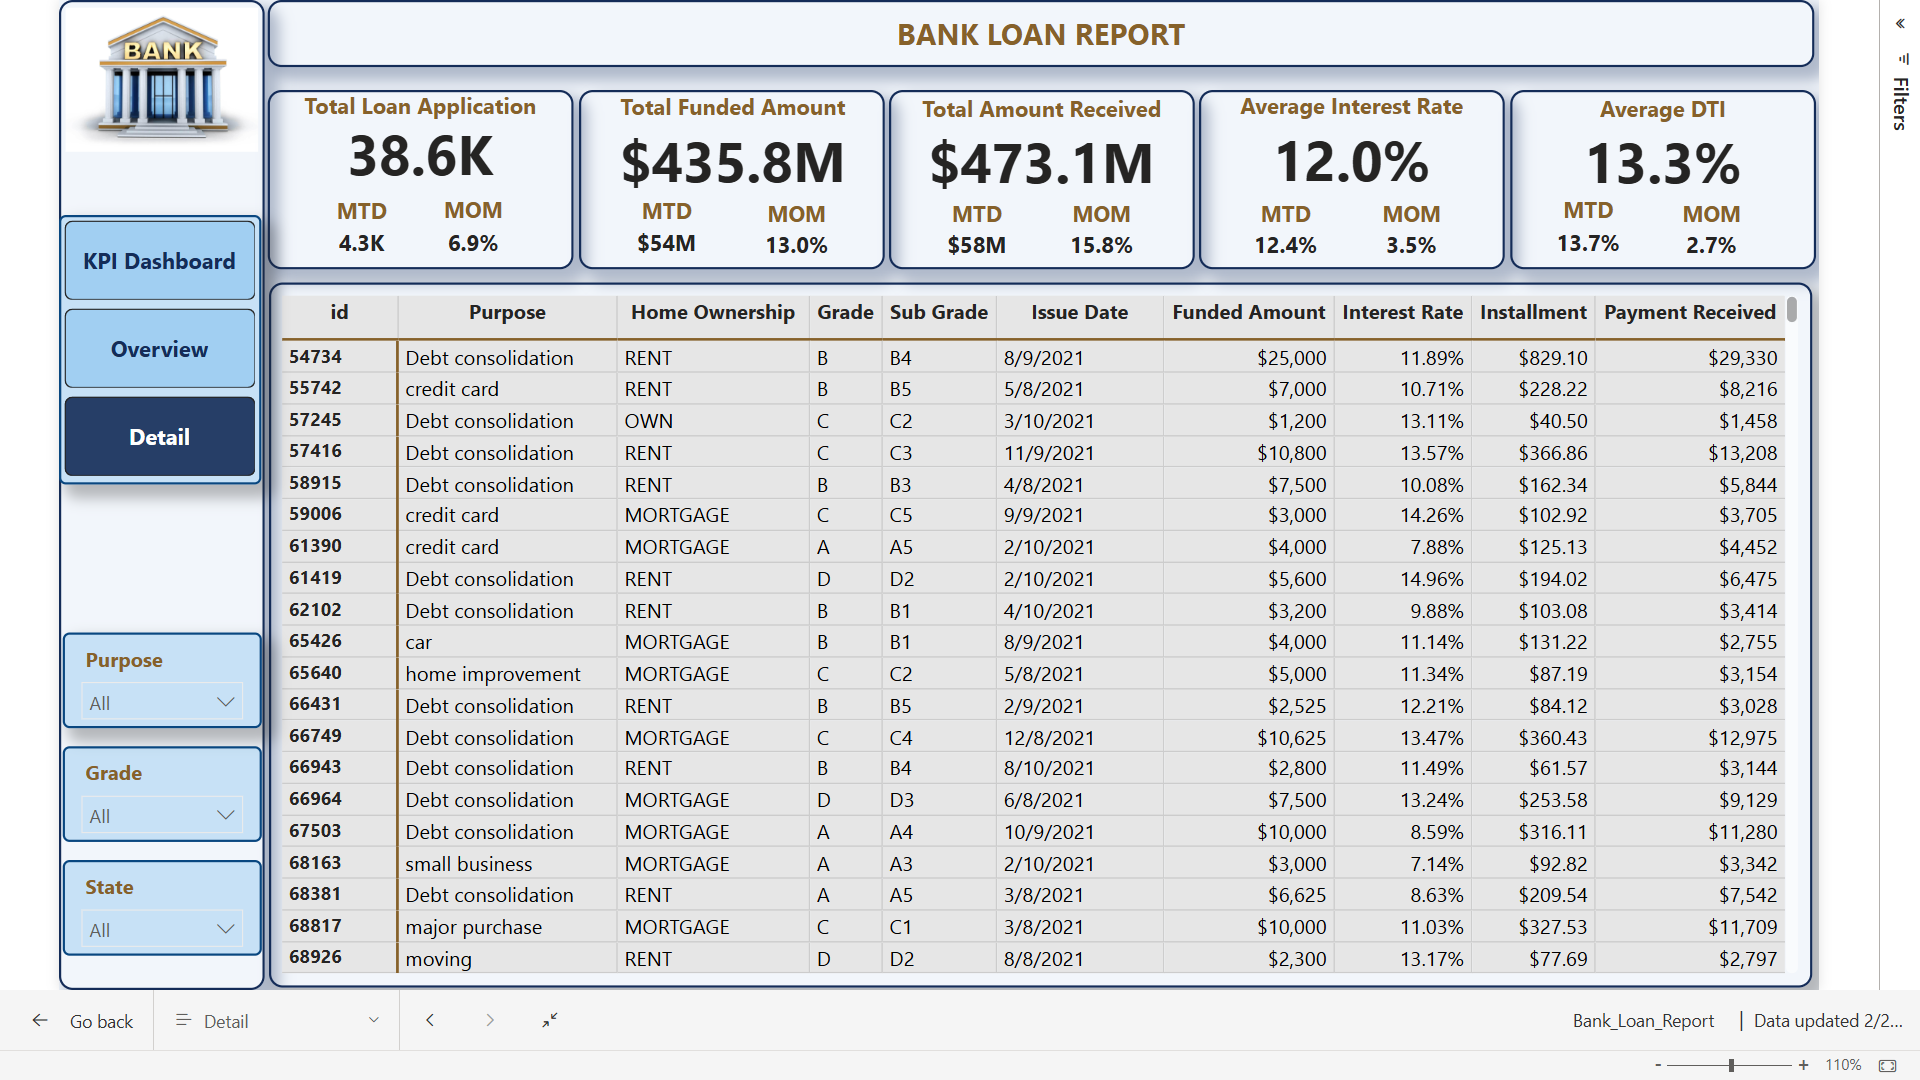 BANK
BANK LOAN REPORT
Total Loan Application
38.6K
MTD MOM
4.3K 6.9%
Total Funded Amount
$435.8M
MTD MOM
$54M 13.0%
Total Amount Received
$473.1M
MTD MOM
$58M 15.8%
Average Interest Rate
12.0%
MTD MOM
12.4% 3.5%
Average DTI
13.3%
MTD MOM
13.7% 2.7%
«
Filters
KPI Dashboard
Overview
Detail
Purpose
All
Grade
All
State
All
id Purpose Home Ownership Grade Sub Grade Issue Date Funded Amount Interest Rate Installment Payment Received
54734 Debt consolidation RENT B B4 8/9/2021 $25,000 11.89% $829.10 $29,330
55742 credit card RENT B B5 5/8/2021 $7,000 10.71% $228.22 $8,216
57245 Debt consolidation OWN C C2 3/10/2021 $1,200 13.11% $40.50 $1,458
57416 Debt consolidation RENT C C3 11/9/2021 $10,800 13.57% $366.86 $13,208
58915 Debt consolidation RENT B B3 4/8/2021 $7,500 10.08% $162.34 $5,844
59006 credit card MORTGAGE C C5 9/9/2021 $3,000 14.26% $102.92 $3,705
61390 credit card MORTGAGE A A5 2/10/2021 $4,000 7.88% $125.13 $4,452
61419 Debt consolidation RENT D D2 2/10/2021 $5,600 14.96% $194.02 $6,475
62102 Debt consolidation RENT B B1 4/10/2021 $3,200 9.88% $103.08 $3,414
65426 car MORTGAGE B B1 8/9/2021 $4,000 11.14% $131.22 $2,755
65640 home improvement MORTGAGE C C2 5/8/2021 $5,000 11.34% $87.19 $3,154
66431 Debt consolidation RENT B B5 2/9/2021 $2,525 12.21% $84.12 $3,028
66749 Debt consolidation MORTGAGE C C4 12/8/2021 $10,625 13.47% $360.43 $12,975
66943 Debt consolidation RENT B B4 8/10/2021 $2,800 11.49% $61.57 $3,144
66964 Debt consolidation MORTGAGE D D3 6/8/2021 $7,500 13.24% $253.58 $9,129
67503 Debt consolidation MORTGAGE A A4 10/9/2021 $10,000 8.59% $316.11 $11,280
68163 small business MORTGAGE A A3 2/10/2021 $3,000 7.14% $92.82 $3,342
68381 Debt consolidation RENT A A5 3/8/2021 $6,625 8.63% $209.54 $7,542
68817 major purchase MORTGAGE C C1 3/8/2021 $10,000 11.03% $327.53 $11,709
68926 moving RENT D D2 8/8/2021 $2,300 13.17% $77.69 $2,797
Go back Detail Bank_Loan_Report | Data updated 2/2...
- + 110%